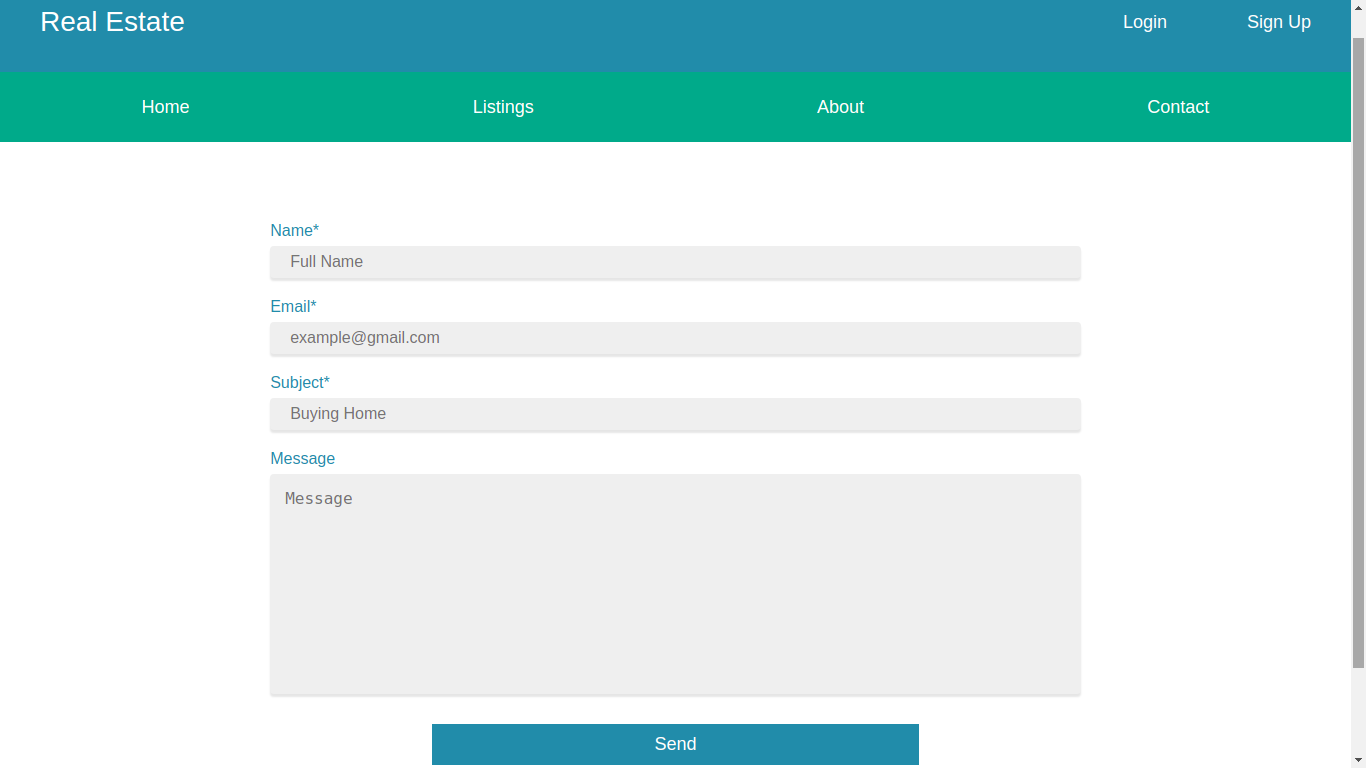 Real Estate Login Sign Up
Home Listings About Contact
Name*
Full Name
Email*
example@gmail.com
Subject*
Buying Home
Message
Message
Send